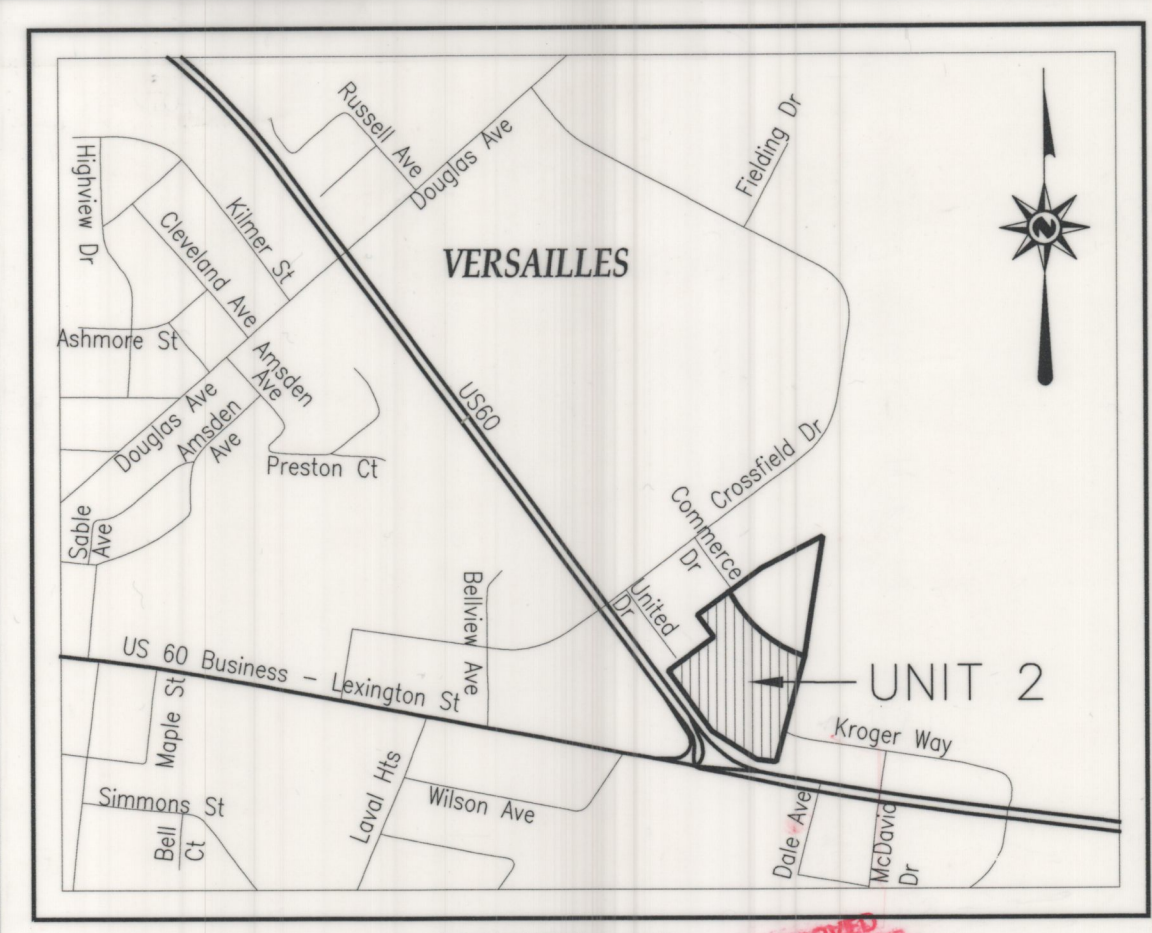 Russell Ave
Douglas Ave
Fielding Dr
Highview Dr
Kilmer St
Cleveland Ave
VERSAILLES
N
Ashmore St
Amsden
Ave
US60
Douglas Ave
Amsden
Ave
Preston Ct
Crossfield Dr
Commerce
Dr
Sable
Ave
United
Dr
Bellview Ave
US 60 Business - Lexington St
UNIT 2
Maple St
Kroger Way
Laval Hts
Wilson Ave
Simmons St
Bell
Ct
Dale Ave
McDavid
Dr